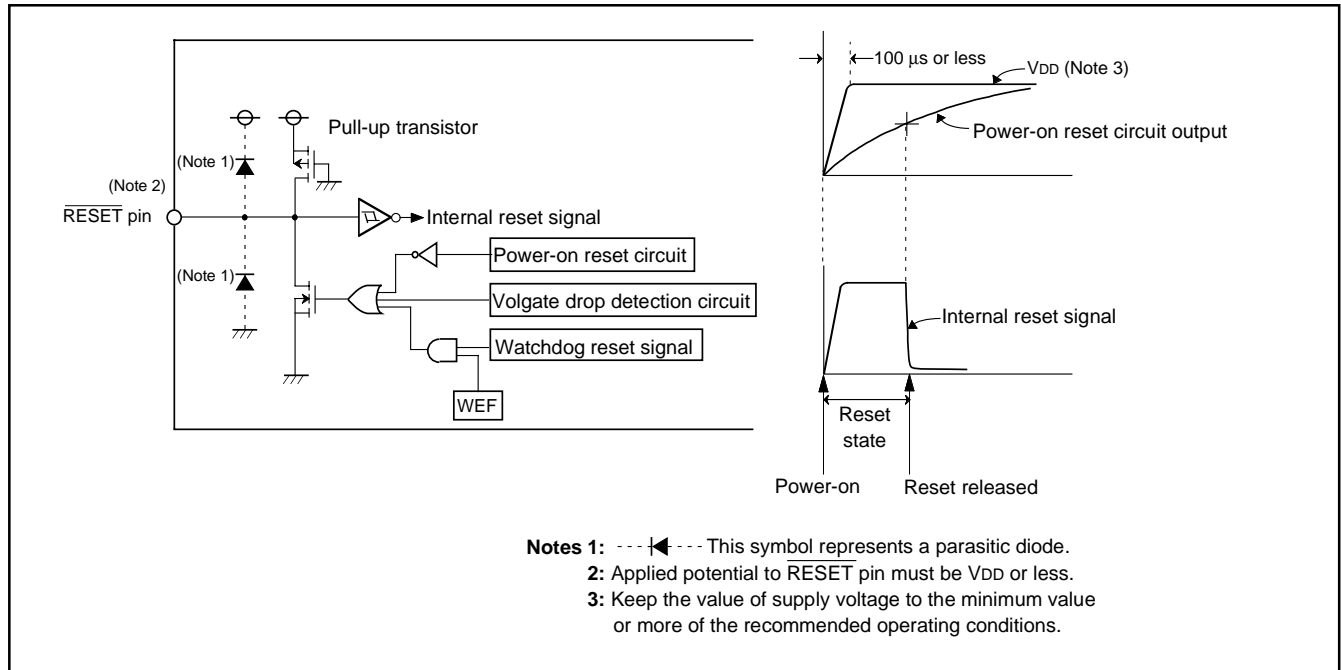 Pull-up transistor
(Note 1)
(Note 2)
RESET pin
Internal reset signal
(Note 1)
Power-on reset circuit
Volgate drop detection circuit
Watchdog reset signal
WEF
100 µs or less
VDD (Note 3)
Power-on reset circuit output
Internal reset signal
Reset
state
Power-on
Reset released
Notes 1: This symbol represents a parasitic diode.
2: Applied potential to RESET pin must be VDD or less.
3: Keep the value of supply voltage to the minimum value
or more of the recommended operating conditions.